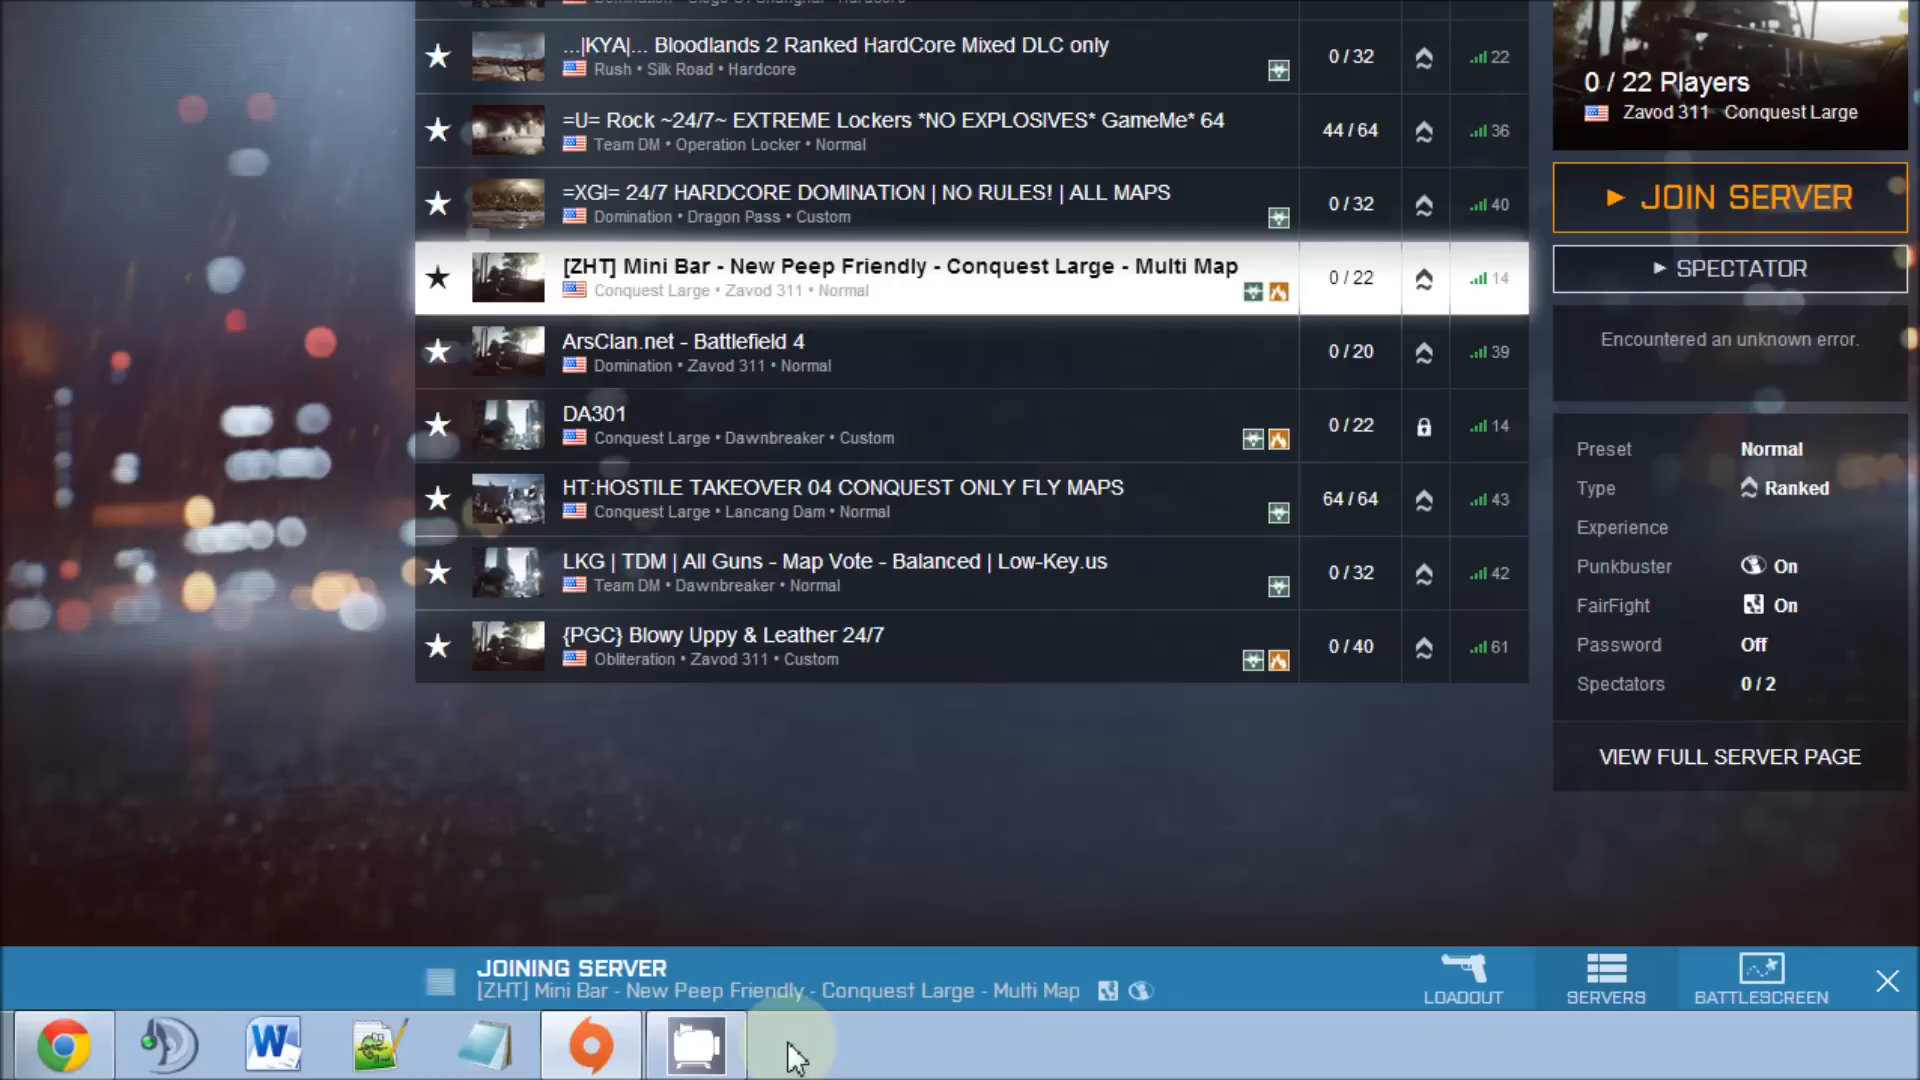 Domination • Siege Of Shanghai • Hardcore
...|KYA|... Bloodlands 2 Ranked HardCore Mixed DLC only
Rush • Silk Road • Hardcore
0 / 32
22
=U= Rock ~24/7~ EXTREME Lockers *NO EXPLOSIVES* GameMe* 64
Team DM • Operation Locker • Normal
44 / 64
36
=XGI= 24/7 HARDCORE DOMINATION | NO RULES! | ALL MAPS
Domination • Dragon Pass • Custom
0 / 32
40
[ZHT] Mini Bar - New Peep Friendly - Conquest Large - Multi Map
Conquest Large • Zavod 311 • Normal
0 / 22
14
ArsClan.net - Battlefield 4
Domination • Zavod 311 • Normal
0 / 20
39
DA301
Conquest Large • Dawnbreaker • Custom
0 / 22
14
HT:HOSTILE TAKEOVER 04 CONQUEST ONLY FLY MAPS
Conquest Large • Lancang Dam • Normal
64 / 64
43
LKG | TDM | All Guns - Map Vote - Balanced | Low-Key.us
Team DM • Dawnbreaker • Normal
0 / 32
42
{PGC} Blowy Uppy & Leather 24/7
Obliteration • Zavod 311 • Custom
0 / 40
61
0 / 22 Players
Zavod 311 Conquest Large
JOIN SERVER
SPECTATOR
Encountered an unknown error.
Preset Normal
Type Ranked
Experience
Punkbuster On
FairFight On
Password Off
Spectators 0 / 2
VIEW FULL SERVER PAGE
JOINING SERVER
[ZHT] Mini Bar - New Peep Friendly - Conquest Large - Multi Map
LOADOUT
SERVERS
BATTLESCREEN